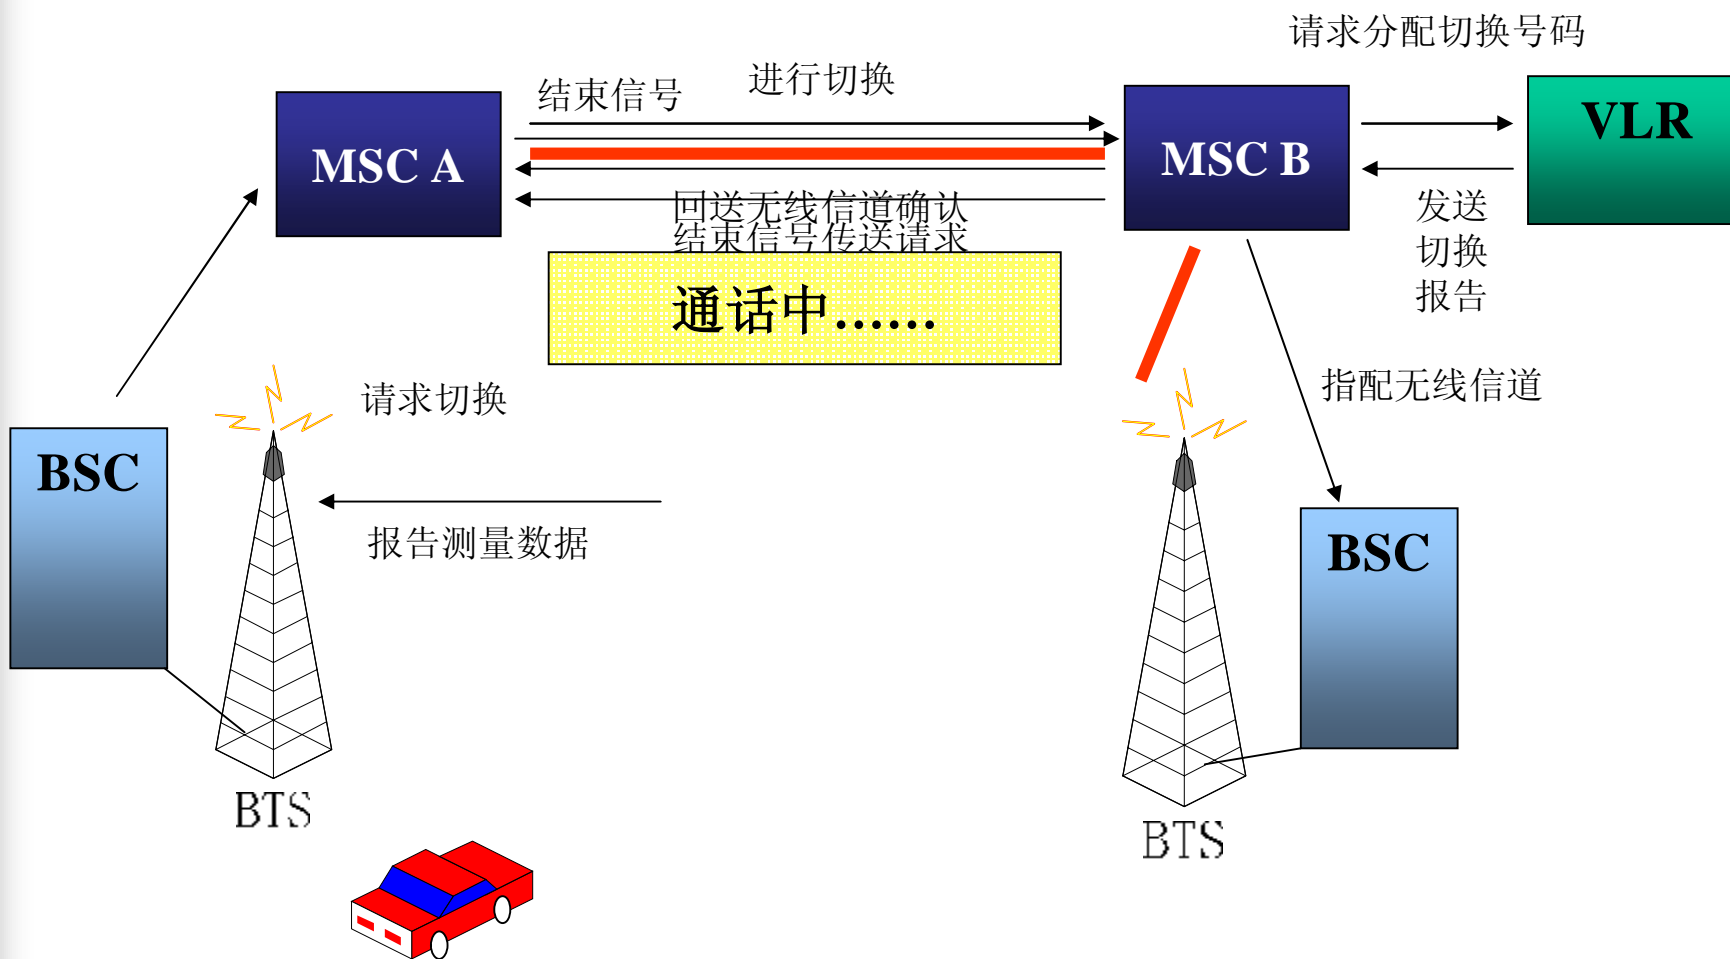 请求分配切换号码
结束信号
进行切换
MSC A
MSC B
VLR
回送无线信道确认
结束信号传送请求
发送
切换
报告
通话中......
请求切换
指配无线信道
BSC
报告测量数据
BSC
BTS
BTS